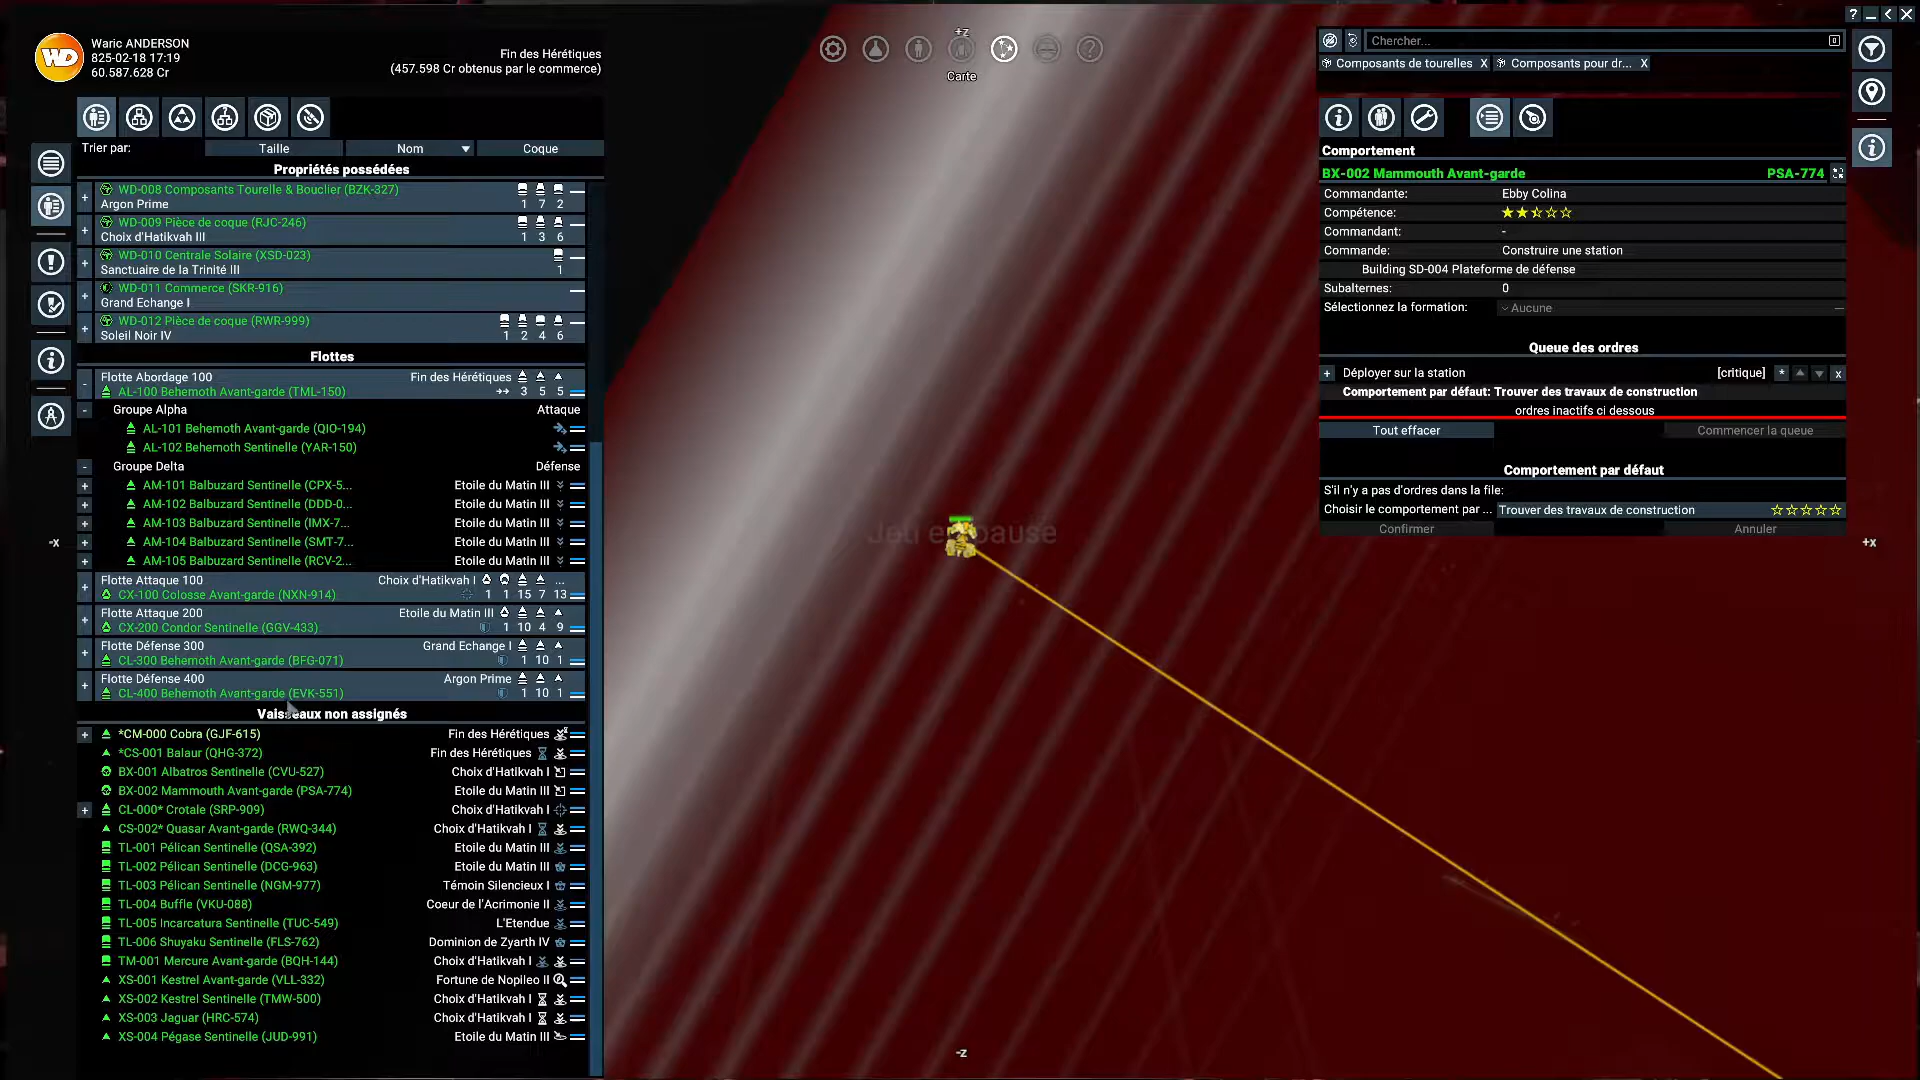 WD
Waric ANDERSON
825-02-18 17:19
60.587.628 Cr
Fin des Hérétiques
(457.598 Cr obtenus par le commerce)
Trier par:
Taille
Nom
Coque
Propriétés possédées
WD-008 Composants Tourelle & Bouclier (BZK-327)
Argon Prime
1 7 2
WD-009 Pièce de coque (RJC-246)
Choix d'Hatikvah III
1 3 6
WD-010 Centrale Solaire (XSD-023)
Sanctuaire de la Trinité III
1
WD-011 Commerce (SKR-916)
Grand Echange I
WD-012 Pièce de coque (RWR-999)
Soleil Noir IV
1 2 4 6
Flottes
Flotte Abordage 100 Fin des Hérétiques
AL-100 Behemoth Avant-garde (TML-150) 3 5 5
Groupe Alpha Attaque
AL-101 Behemoth Avant-garde (QIO-194)
AL-102 Behemoth Sentinelle (YAR-150)
Groupe Delta Défense
AM-101 Balbuzard Sentinelle (CPX-5... Etoile du Matin III
AM-102 Balbuzard Sentinelle (DDD-0... Etoile du Matin III
AM-103 Balbuzard Sentinelle (IMX-7... Etoile du Matin III
AM-104 Balbuzard Sentinelle (SMT-7... Etoile du Matin III
AM-105 Balbuzard Sentinelle (RCV-2... Etoile du Matin III
Flotte Attaque 100 Choix d'Hatikvah I ...
CX-100 Colosse Avant-garde (NXN-914) 1 1 15 7 13
Flotte Attaque 200 Etoile du Matin III
CX-200 Condor Sentinelle (GGV-433) 1 10 4 9
Flotte Défense 300 Grand Echange I
CL-300 Behemoth Avant-garde (BFG-071) 1 10 1
Flotte Défense 400 Argon Prime
CL-400 Behemoth Avant-garde (EVK-551) 1 10 1
Vaisseaux non assignés
*CM-000 Cobra (GJF-615) Fin des Hérétiques
*CS-001 Balaur (QHG-372) Fin des Hérétiques
BX-001 Albatros Sentinelle (CVU-527) Choix d'Hatikvah I
BX-002 Mammouth Avant-garde (PSA-774) Etoile du Matin III
CL-000* Crotale (SRP-909) Choix d'Hatikvah I
CS-002* Quasar Avant-garde (RWQ-344) Choix d'Hatikvah I
TL-001 Pélican Sentinelle (QSA-392) Etoile du Matin III
TL-002 Pélican Sentinelle (DCG-963) Etoile du Matin III
TL-003 Pélican Sentinelle (NGM-977) Témoin Silencieux I
TL-004 Buffle (VKU-088) Coeur de l'Acrimonie II
TL-005 Incarcatura Sentinelle (TUC-549) L'Etendue
TL-006 Shuyaku Sentinelle (FLS-762) Dominion de Zyarth IV
TM-001 Mercure Avant-garde (BQH-144) Choix d'Hatikvah I
XS-001 Kestrel Avant-garde (VLL-332) Fortune de Nopileo II
XS-002 Kestrel Sentinelle (TMW-500) Choix d'Hatikvah I
XS-003 Jaguar (HRC-574) Choix d'Hatikvah I
XS-004 Pégase Sentinelle (JUD-991) Etoile du Matin III
+z
Carte
-x
+x
-z
Chercher...
Composants de tourelles X
Composants pour dr... X
Comportement
BX-002 Mammouth Avant-garde PSA-774
Commandante: Ebby Colina
Compétence:
Commandant: -
Commande: Construire une station
Building SD-004 Plateforme de défense
Subalternes: 0
Sélectionnez la formation: Aucune
Queue des ordres
+ Déployer sur la station [critique] * x
Comportement par défaut: Trouver des travaux de construction
ordres inactifs ci dessous
Tout effacer
Commencer la queue
Comportement par défaut
S'il n'y a pas d'ordres dans la file:
Choisir le comportement par ... Trouver des travaux de construction
Confirmer
Annuler